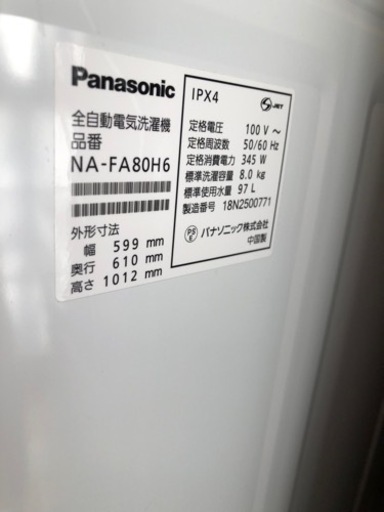 Panasonic
全自動電気洗濯機
品番
NA-FA80H6
外形寸法
幅 599 mm
奥行 610 mm
高さ 1012 mm
IPX4
JET
定格電圧 100 V ～
定格周波数 50/60 Hz
定格消費電力 345 W
標準洗濯容量 8.0 kg
標準使用水量 97 L
製造番号 18N2500771
PS E パナソニック株式会社
中国製